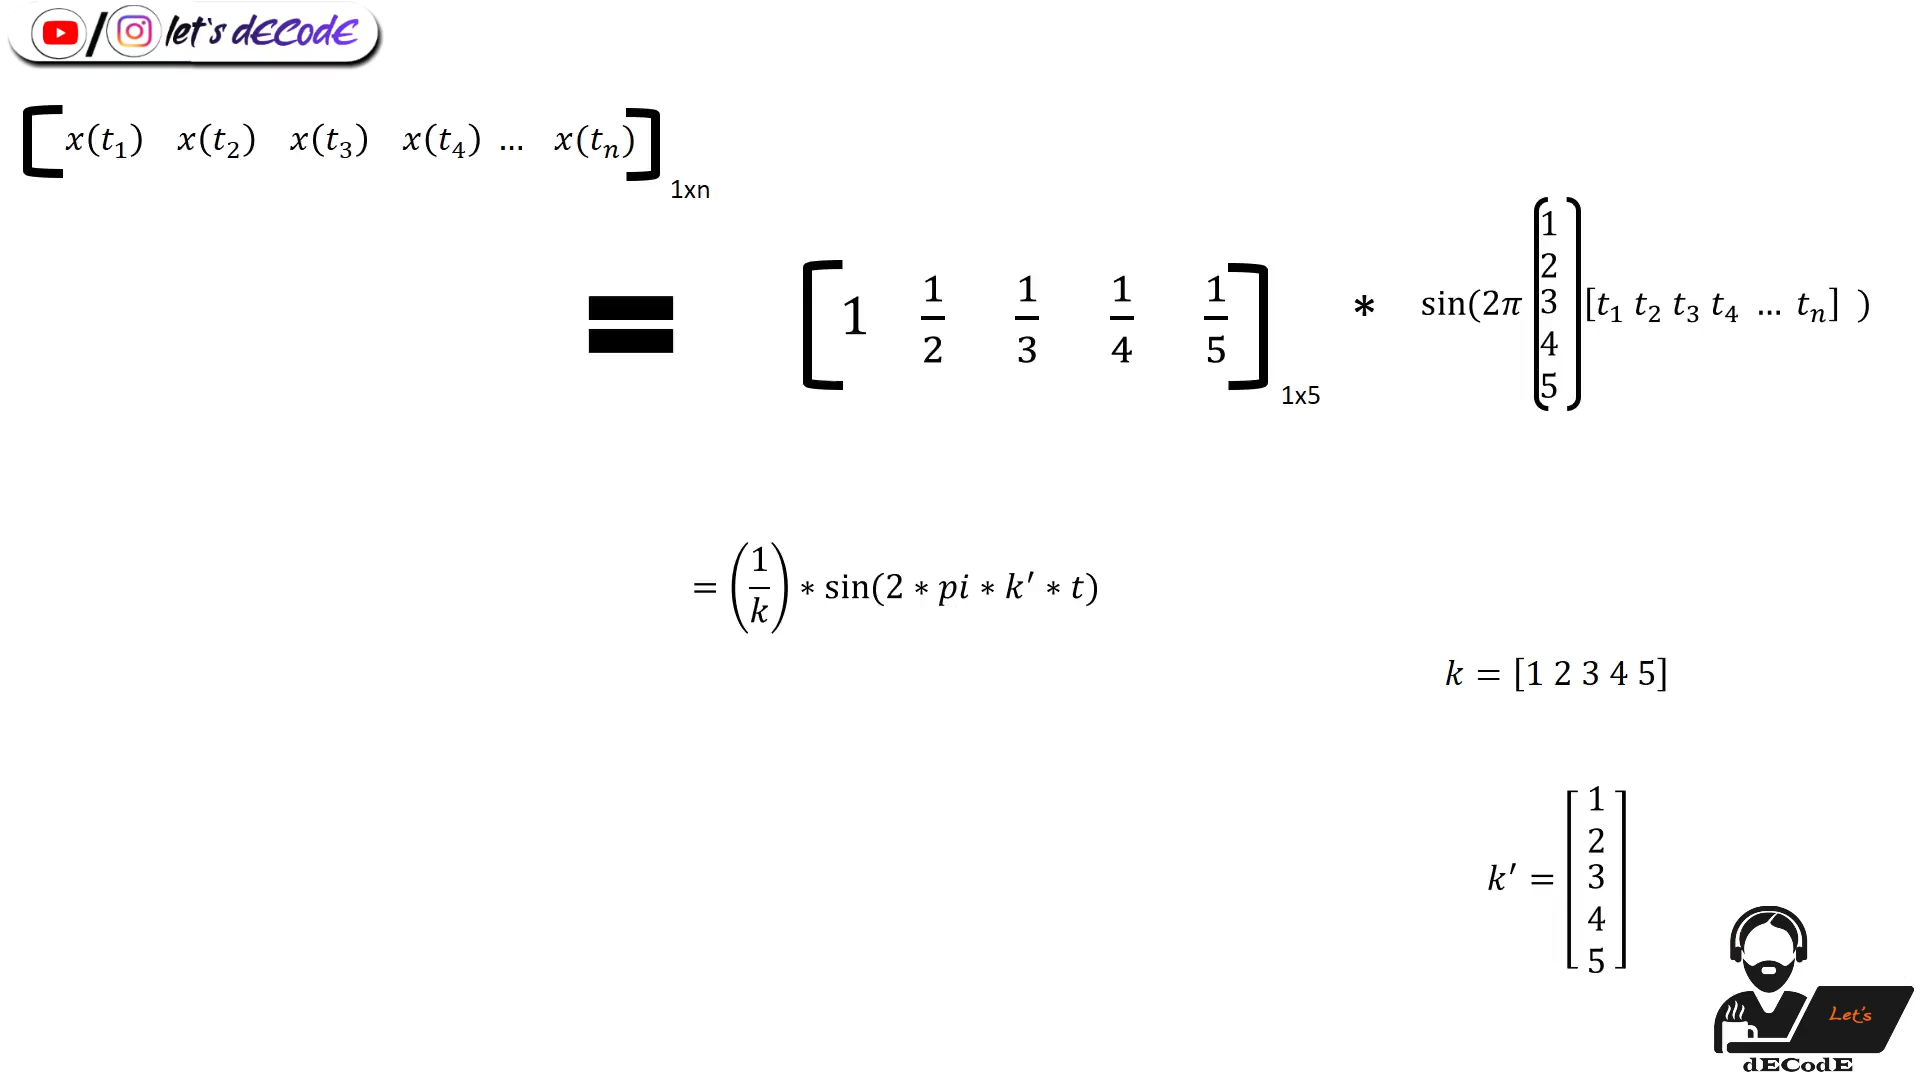 / let's dECodE
[x(t₁) x(t₂) x(t₃) x(t₄) … x(tₙ)]
1xn
= [1 1/2 1/3 1/4 1/5] * sin(2π [1 2 3 4 5] [t₁ t₂ t₃ t₄ … tₙ] )
1x5
= (1/k) * sin(2 * pi * k′ * t)
k = [1 2 3 4 5]
k′ = [1
2
3
4
5]
Let's
dECodE